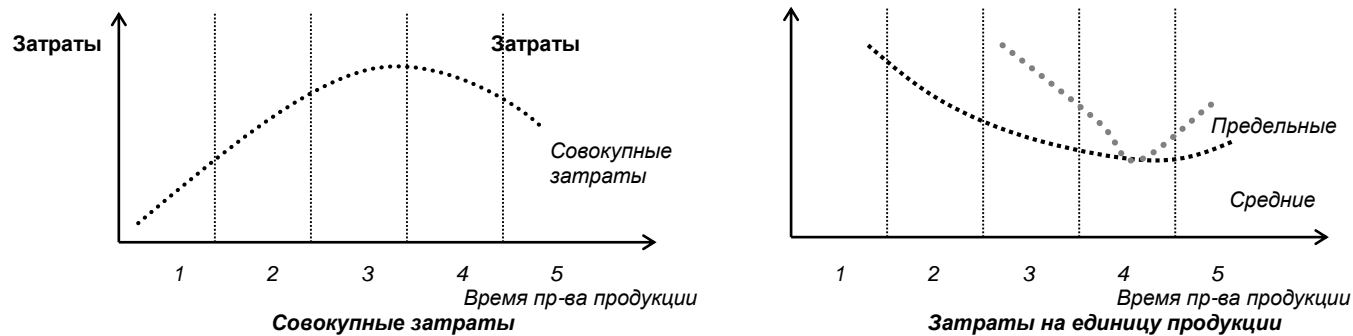 Затраты
Совокупные
затраты
1 2 3 4 5
Время пр-ва продукции
Совокупные затраты
Затраты
Предельные
Средние
1 2 3 4 5
Время пр-ва продукции
Затраты на единицу продукции